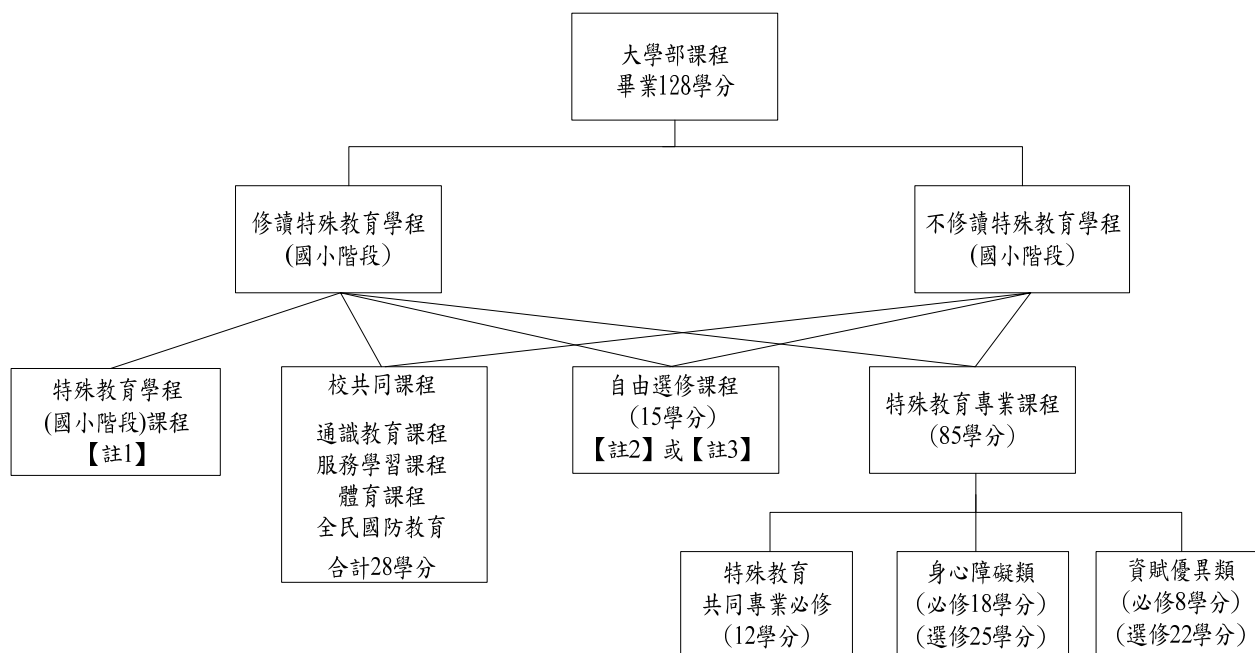 大學部課程
畢業128學分
修讀特殊教育學程
(國小階段)
不修讀特殊教育學程
(國小階段)
特殊教育學程
(國小階段)課程
【註1】
校共同課程
通識教育課程
服務學習課程
體育課程
全民國防教育
合計28學分
自由選修課程
(15學分)
【註2】或【註3】
特殊教育專業課程
(85學分)
特殊教育
共同專業必修
(12學分)
身心障礙類
(必修18學分)
(選修25學分)
資賦優異類
(必修8學分)
(選修22學分)